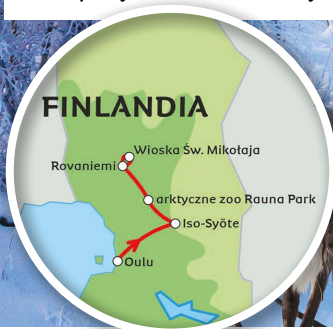 FINLANDIA
Wioska Św. Mikołaja
Rovaniemi
arktyczne zoo Rauna Park
Iso-Syöte
Oulu